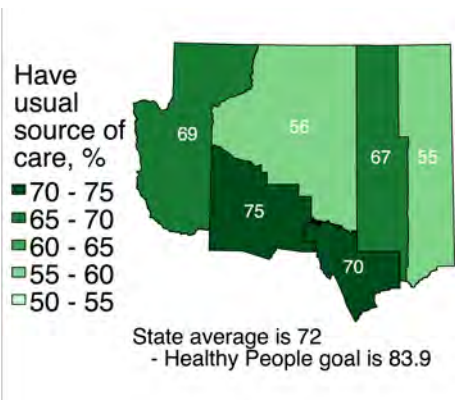 Have
usual
source of
care, %
70 - 75
65 - 70
60 - 65
55 - 60
50 - 55
69
56
67
55
75
70
State average is 72
- Healthy People goal is 83.9